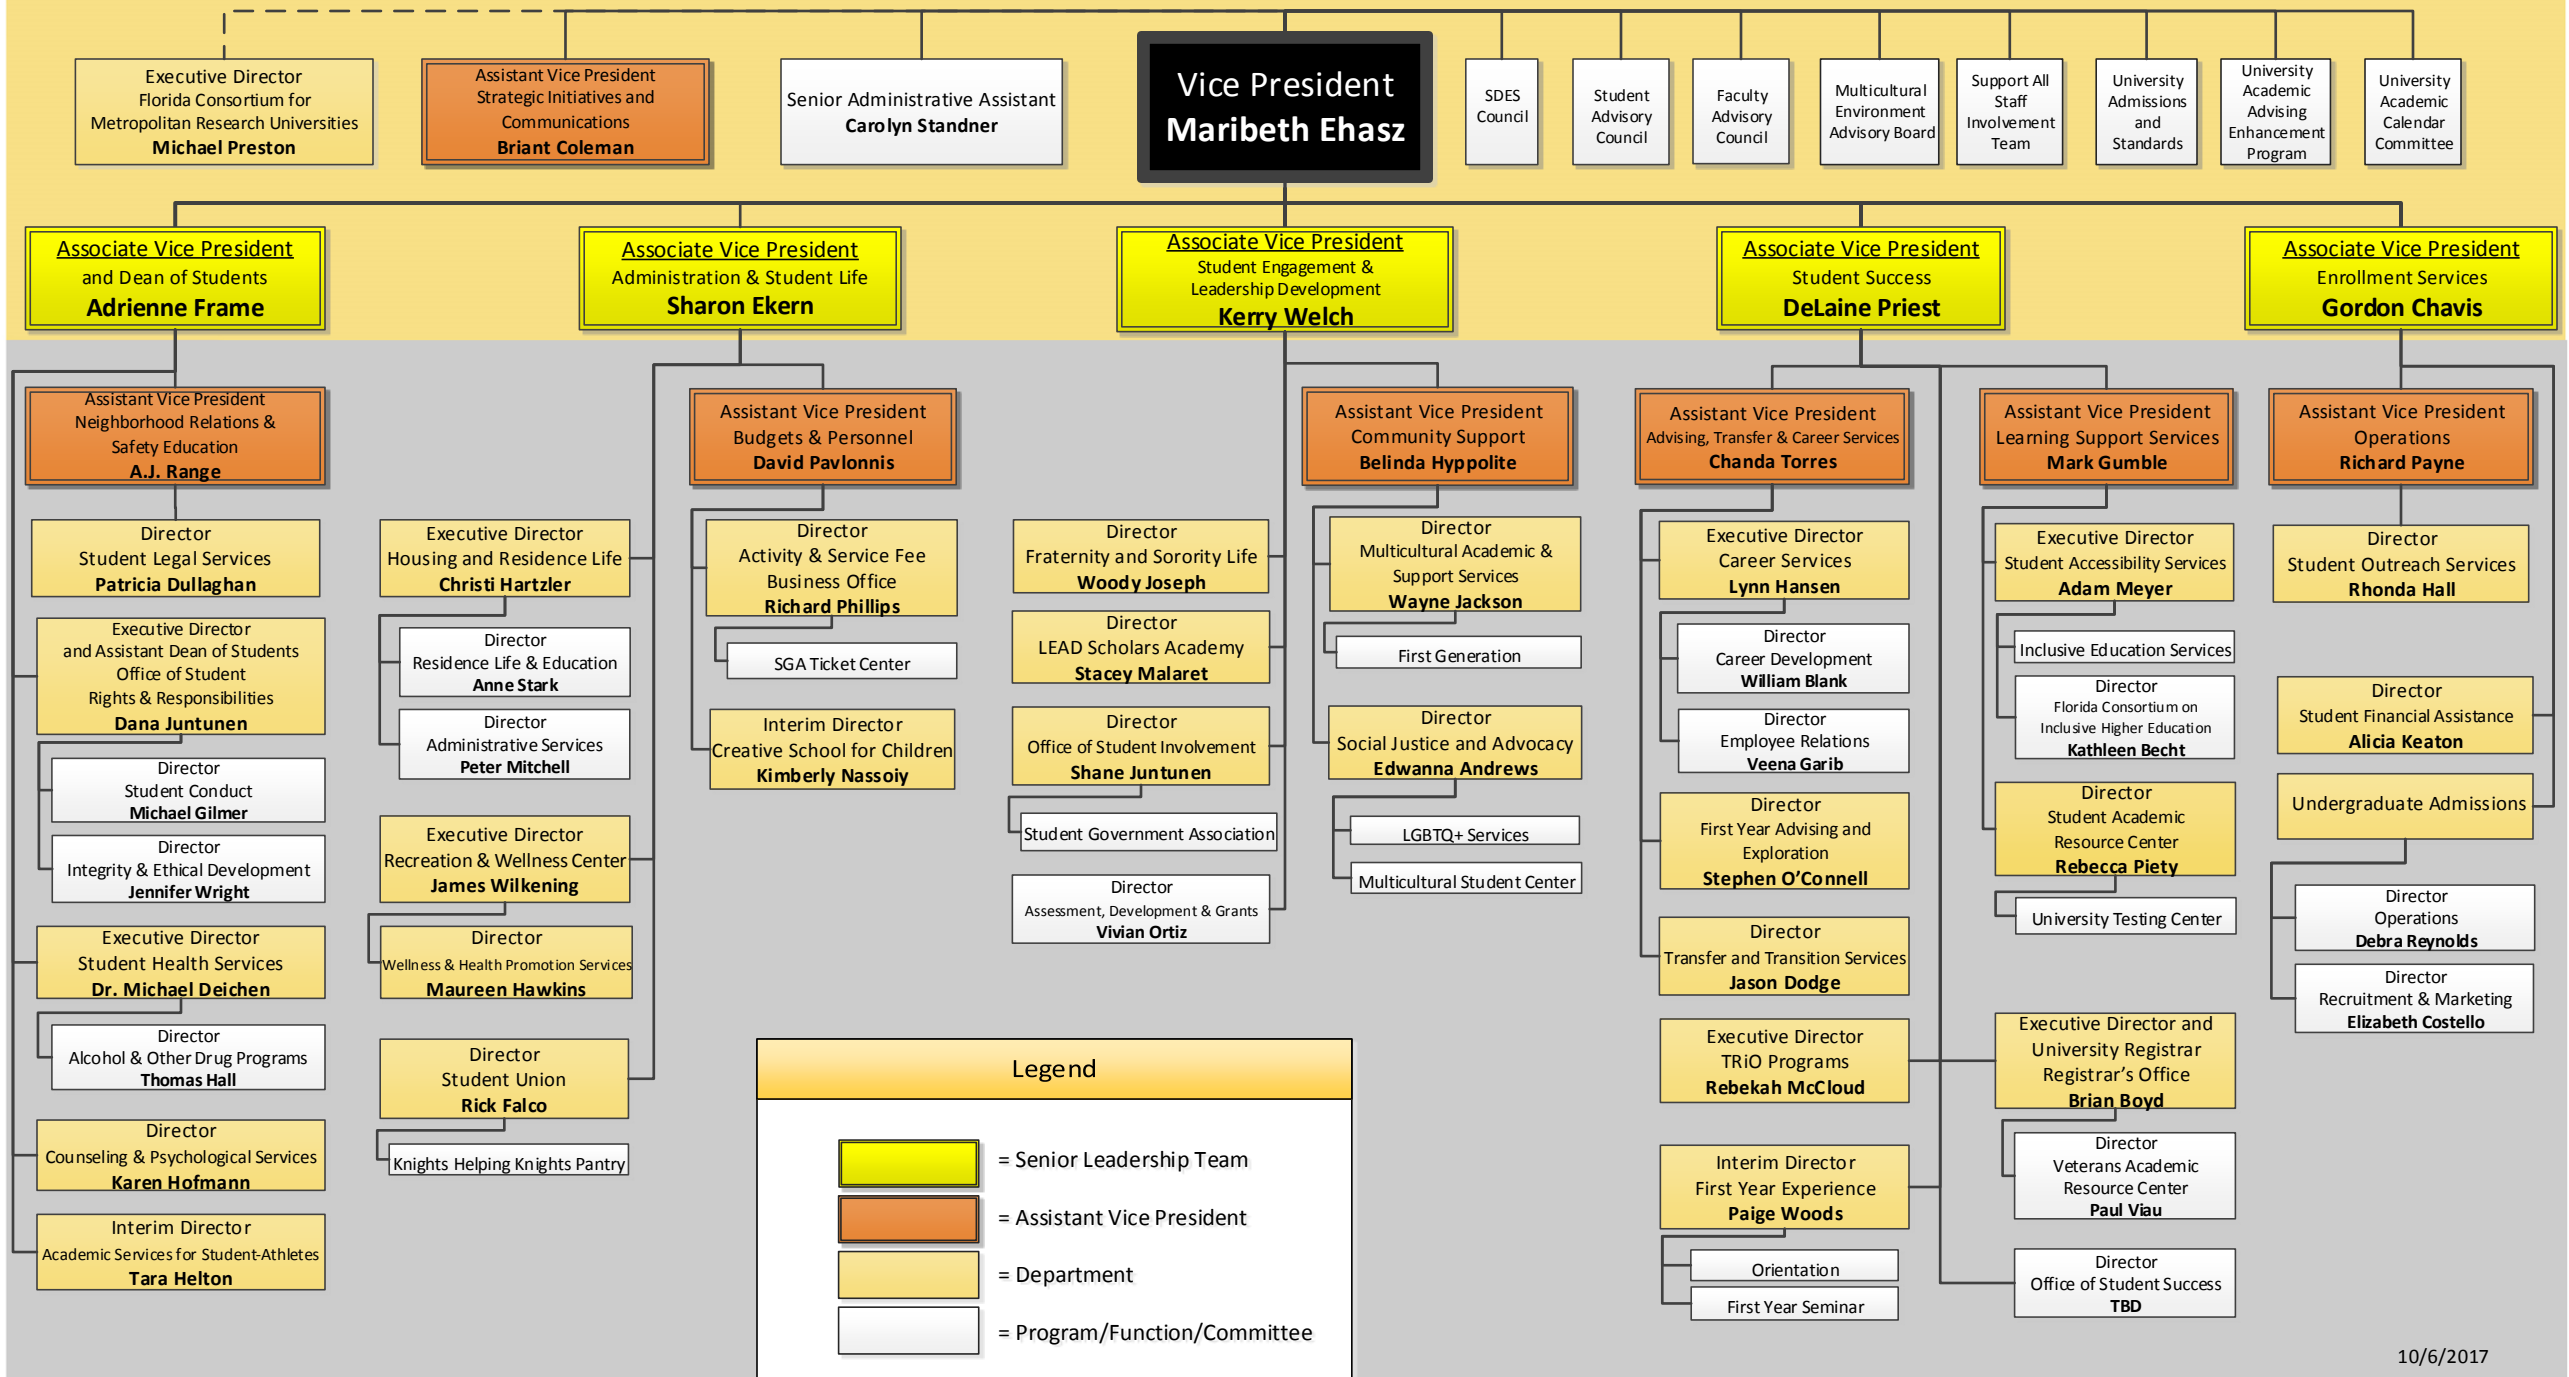 Executive Director
Florida Consortium for
Metropolitan Research Universities
Michael Preston
Assistant Vice President
Strategic Initiatives and
Communications
Briant Coleman
Senior Administrative Assistant
Carolyn Standner
Vice President
Maribeth Ehasz
SDES
Council
Student
Advisory
Council
Faculty
Advisory
Council
Multicultural
Environment
Advisory Board
Support All
Staff
Involvement
Team
University
Admissions
and
Standards
University
Academic
Advising
Enhancement
Program
University
Academic
Calendar
Committee
Associate Vice President
and Dean of Students
Adrienne Frame
Associate Vice President
Administration & Student Life
Sharon Ekern
Associate Vice President
Student Engagement &
Leadership Development
Kerry Welch
Associate Vice President
Student Success
DeLaine Priest
Associate Vice President
Enrollment Services
Gordon Chavis
Assistant Vice President
Neighborhood Relations &
Safety Education
A.J. Range
Director
Student Legal Services
Patricia Dullaghan
Executive Director
and Assistant Dean of Students
Office of Student
Rights & Responsibilities
Dana Juntunen
Director
Student Conduct
Michael Gilmer
Director
Integrity & Ethical Development
Jennifer Wright
Executive Director
Student Health Services
Dr. Michael Deichen
Director
Alcohol & Other Drug Programs
Thomas Hall
Director
Counseling & Psychological Services
Karen Hofmann
Interim Director
Academic Services for Student-Athletes
Tara Helton
Executive Director
Housing and Residence Life
Christi Hartzler
Director
Residence Life & Education
Anne Stark
Director
Administrative Services
Peter Mitchell
Executive Director
Recreation & Wellness Center
James Wilkening
Director
Wellness & Health Promotion Services
Maureen Hawkins
Director
Student Union
Rick Falco
Knights Helping Knights Pantry
Assistant Vice President
Budgets & Personnel
David Pavlonnis
Director
Activity & Service Fee
Business Office
Richard Phillips
SGA Ticket Center
Interim Director
Creative School for Children
Kimberly Nassoiy
Director
Fraternity and Sorority Life
Woody Joseph
Director
LEAD Scholars Academy
Stacey Malaret
Director
Office of Student Involvement
Shane Juntunen
Student Government Association
Director
Assessment, Development & Grants
Vivian Ortiz
Assistant Vice President
Community Support
Belinda Hyppolite
Director
Multicultural Academic &
Support Services
Wayne Jackson
First Generation
Director
Social Justice and Advocacy
Edwanna Andrews
LGBTQ+ Services
Multicultural Student Center
Assistant Vice President
Advising, Transfer & Career Services
Chanda Torres
Executive Director
Career Services
Lynn Hansen
Director
Career Development
William Blank
Director
Employee Relations
Veena Garib
Director
First Year Advising and
Exploration
Stephen O'Connell
Director
Transfer and Transition Services
Jason Dodge
Executive Director
TRiO Programs
Rebekah McCloud
Interim Director
First Year Experience
Paige Woods
Orientation
First Year Seminar
Assistant Vice President
Learning Support Services
Mark Gumble
Executive Director
Student Accessibility Services
Adam Meyer
Inclusive Education Services
Director
Florida Consortium on
Inclusive Higher Education
Kathleen Becht
Director
Student Academic
Resource Center
Rebecca Piety
University Testing Center
Executive Director and
University Registrar
Registrar's Office
Brian Boyd
Director
Veterans Academic
Resource Center
Paul Viau
Director
Office of Student Success
TBD
Assistant Vice President
Operations
Richard Payne
Director
Student Outreach Services
Rhonda Hall
Director
Student Financial Assistance
Alicia Keaton
Undergraduate Admissions
Director
Operations
Debra Reynolds
Director
Recruitment & Marketing
Elizabeth Costello
Legend
= Senior Leadership Team
= Assistant Vice President
= Department
= Program/Function/Committee
10/6/2017